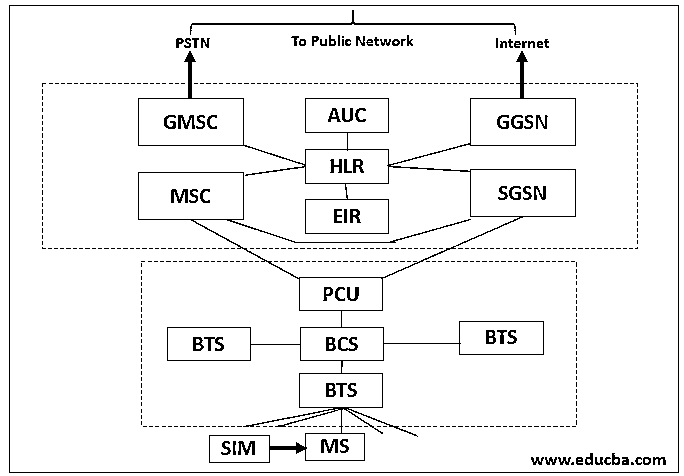 PSTN
To Public Network
Internet
GMSC
AUC
GGSN
HLR
MSC
SGSN
EIR
PCU
BTS
BCS
BTS
BTS
SIM
MS
www.educba.com